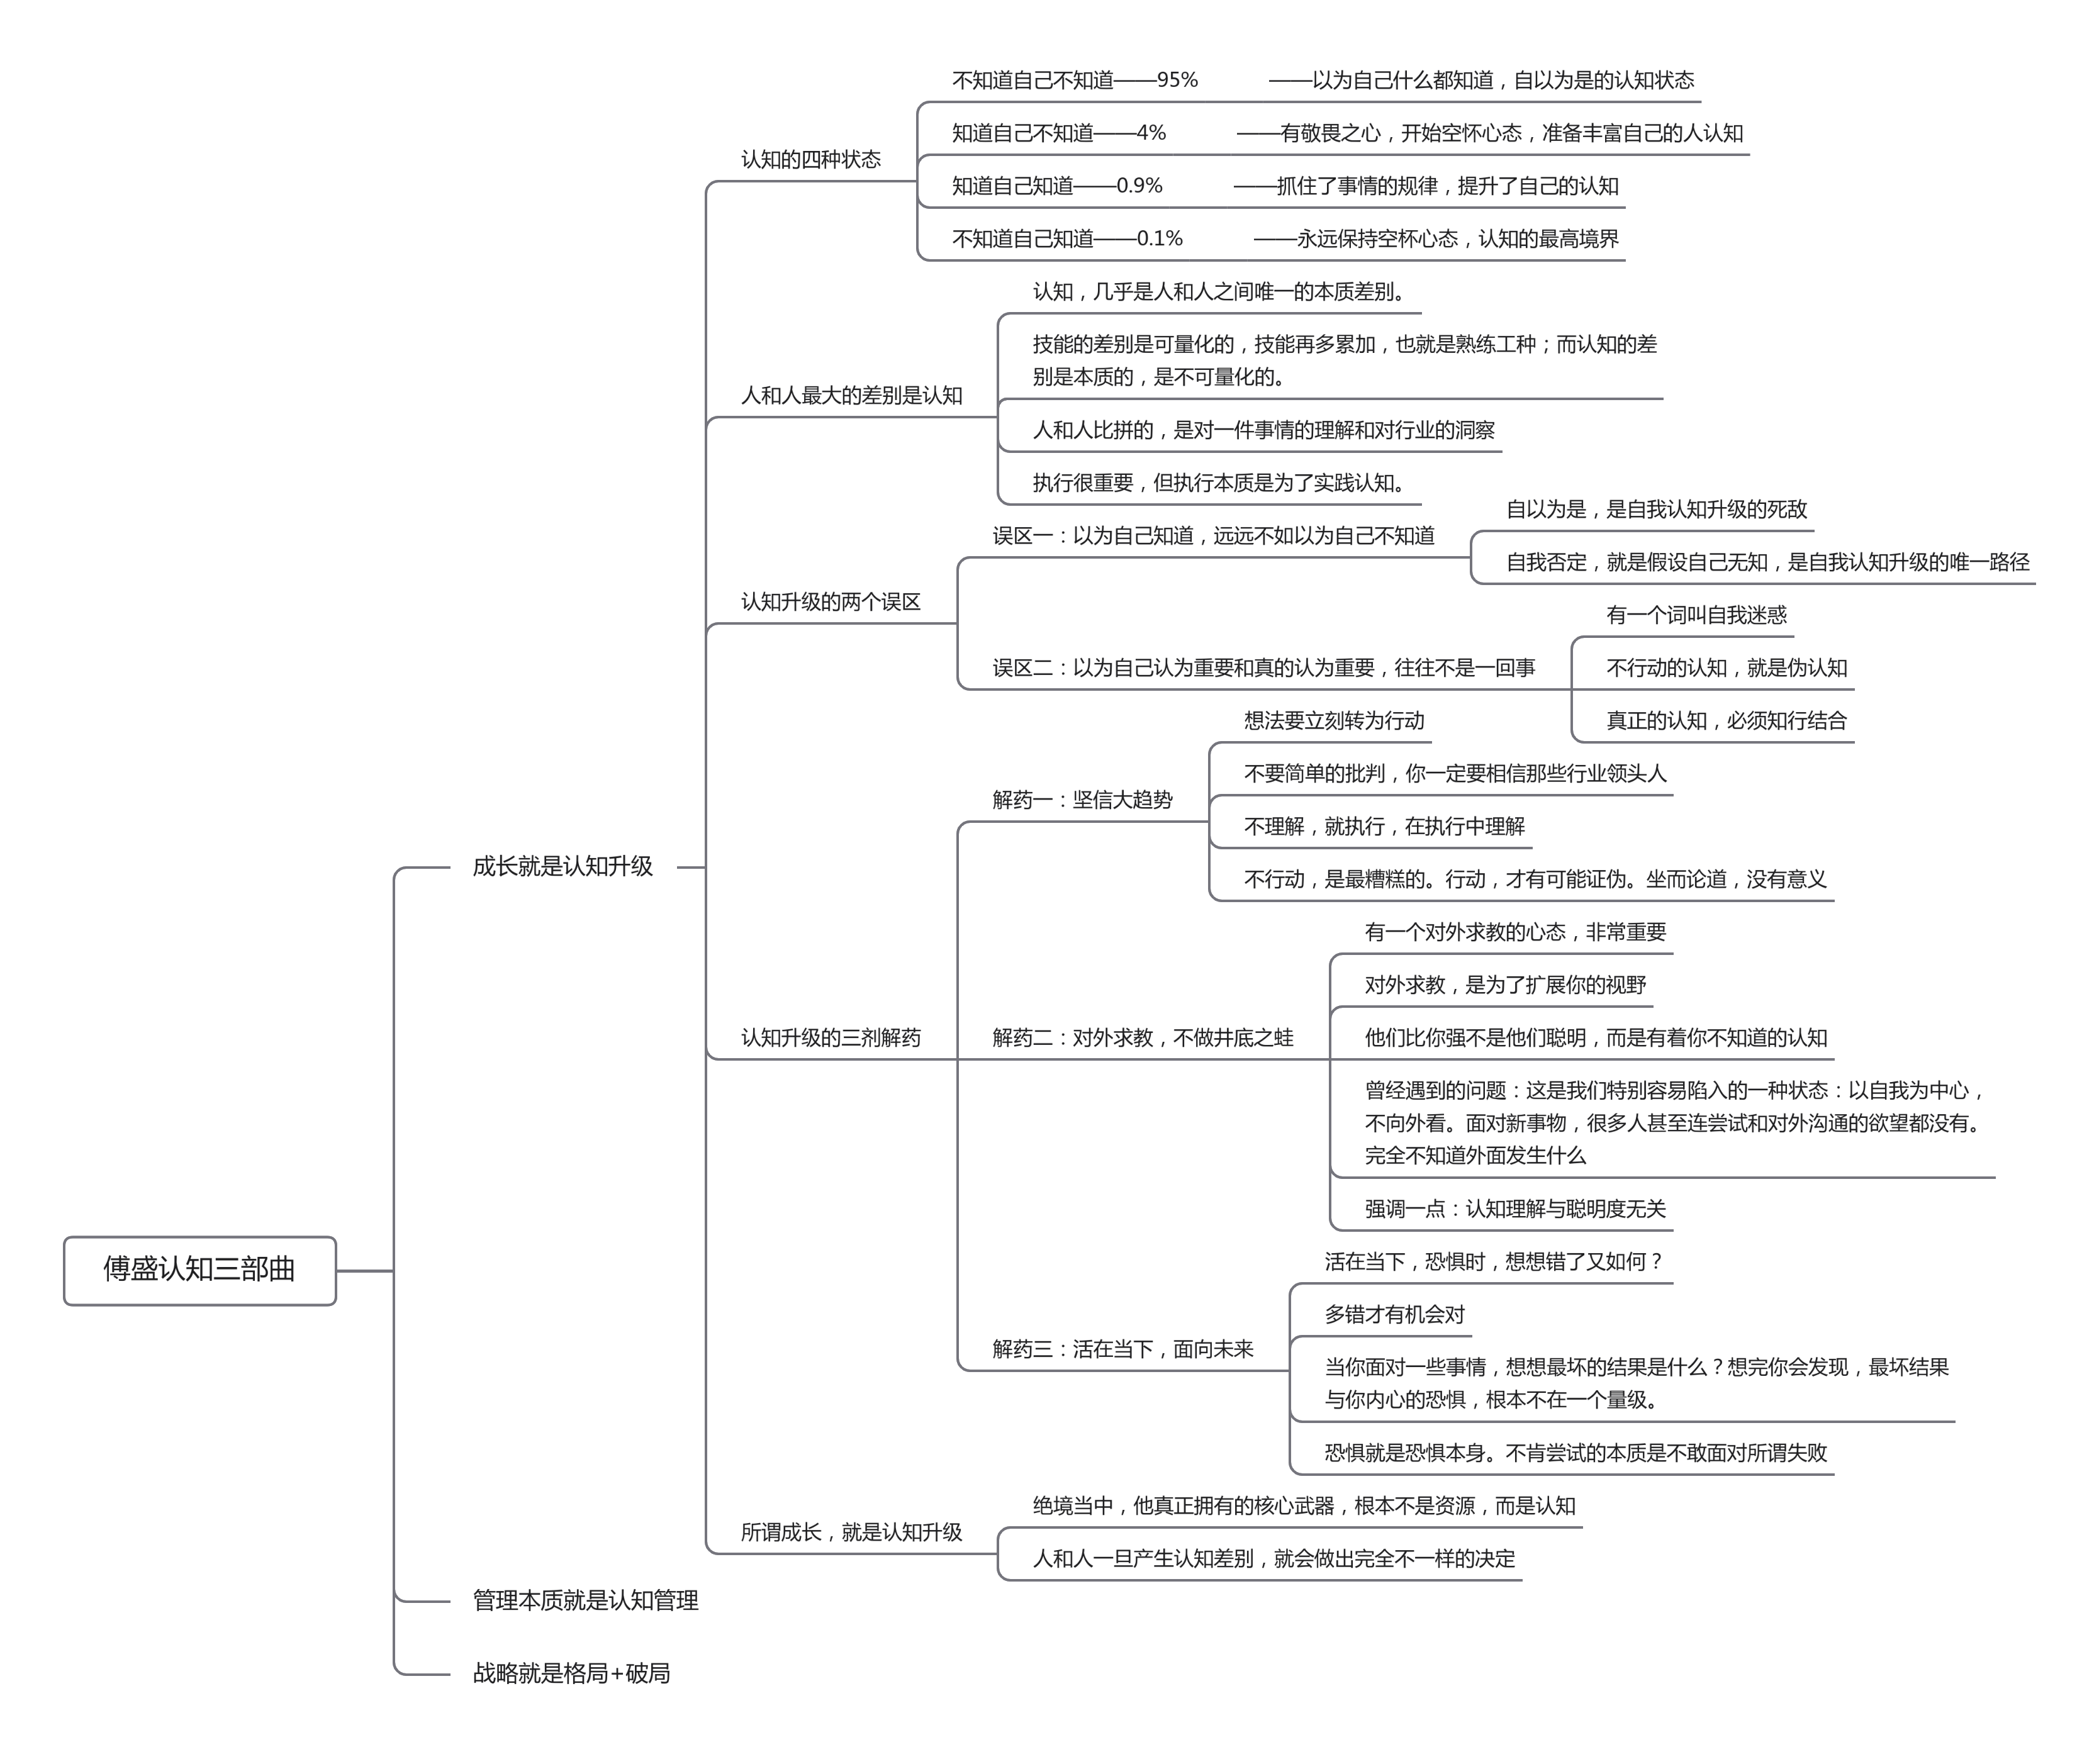 不知道自己不知道——95% ——以为自己什么都知道，自以为是的认知状态
知道自己不知道——4% ——有敬畏之心，开始空怀心态，准备丰富自己的人认知
认知的四种状态
知道自己知道——0.9% ——抓住了事情的规律，提升了自己的认知
不知道自己知道——0.1% ——永远保持空杯心态，认知的最高境界
认知，几乎是人和人之间唯一的本质差别。
技能的差别是可量化的，技能再多累加，也就是熟练工种；而认知的差
别是本质的，是不可量化的。
人和人最大的差别是认知
人和人比拼的，是对一件事情的理解和对行业的洞察
执行很重要，但执行本质是为了实践认知。
自以为是，是自我认知升级的死敌
误区一：以为自己知道，远远不如以为自己不知道
自我否定，就是假设自己无知，是自我认知升级的唯一路径
认知升级的两个误区
有一个词叫自我迷惑
误区二：以为自己认为重要和真的认为重要，往往不是一回事
不行动的认知，就是伪认知
真正的认知，必须知行结合
想法要立刻转为行动
不要简单的批判，你一定要相信那些行业领头人
解药一：坚信大趋势
不理解，就执行，在执行中理解
成长就是认知升级
不行动，是最糟糕的。行动，才有可能证伪。坐而论道，没有意义
有一个对外求教的心态，非常重要
对外求教，是为了扩展你的视野
认知升级的三剂解药
解药二：对外求教，不做井底之蛙
他们比你强不是他们聪明，而是有着你不知道的认知
曾经遇到的问题：这是我们特别容易陷入的一种状态：以自我为中心，
不向外看。面对新事物，很多人甚至连尝试和对外沟通的欲望都没有。
完全不知道外面发生什么
强调一点：认知理解与聪明度无关
傅盛认知三部曲
活在当下，恐惧时，想想错了又如何？
多错才有机会对
解药三：活在当下，面向未来
当你面对一些事情，想想最坏的结果是什么？想完你会发现，最坏结果
与你内心的恐惧，根本不在一个量级。
恐惧就是恐惧本身。不肯尝试的本质是不敢面对所谓失败
绝境当中，他真正拥有的核心武器，根本不是资源，而是认知
所谓成长，就是认知升级
人和人一旦产生认知差别，就会做出完全不一样的决定
管理本质就是认知管理
战略就是格局+破局